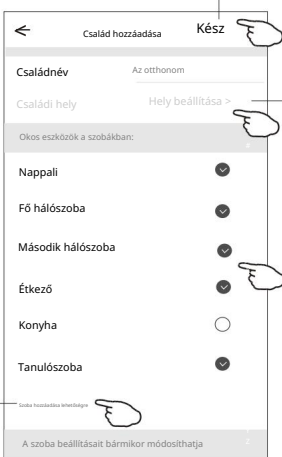 Család hozzáadása Kész
Családnév Az otthonom
Családi hely Hely beállítása >
Okos eszközök a szobákban:
Nappali
Fő hálószoba
Második hálószoba
Étkező
Konyha
Tanulószoba
Szoba hozzáadása lehetőségre
A szoba beállításait bármikor módosíthatja